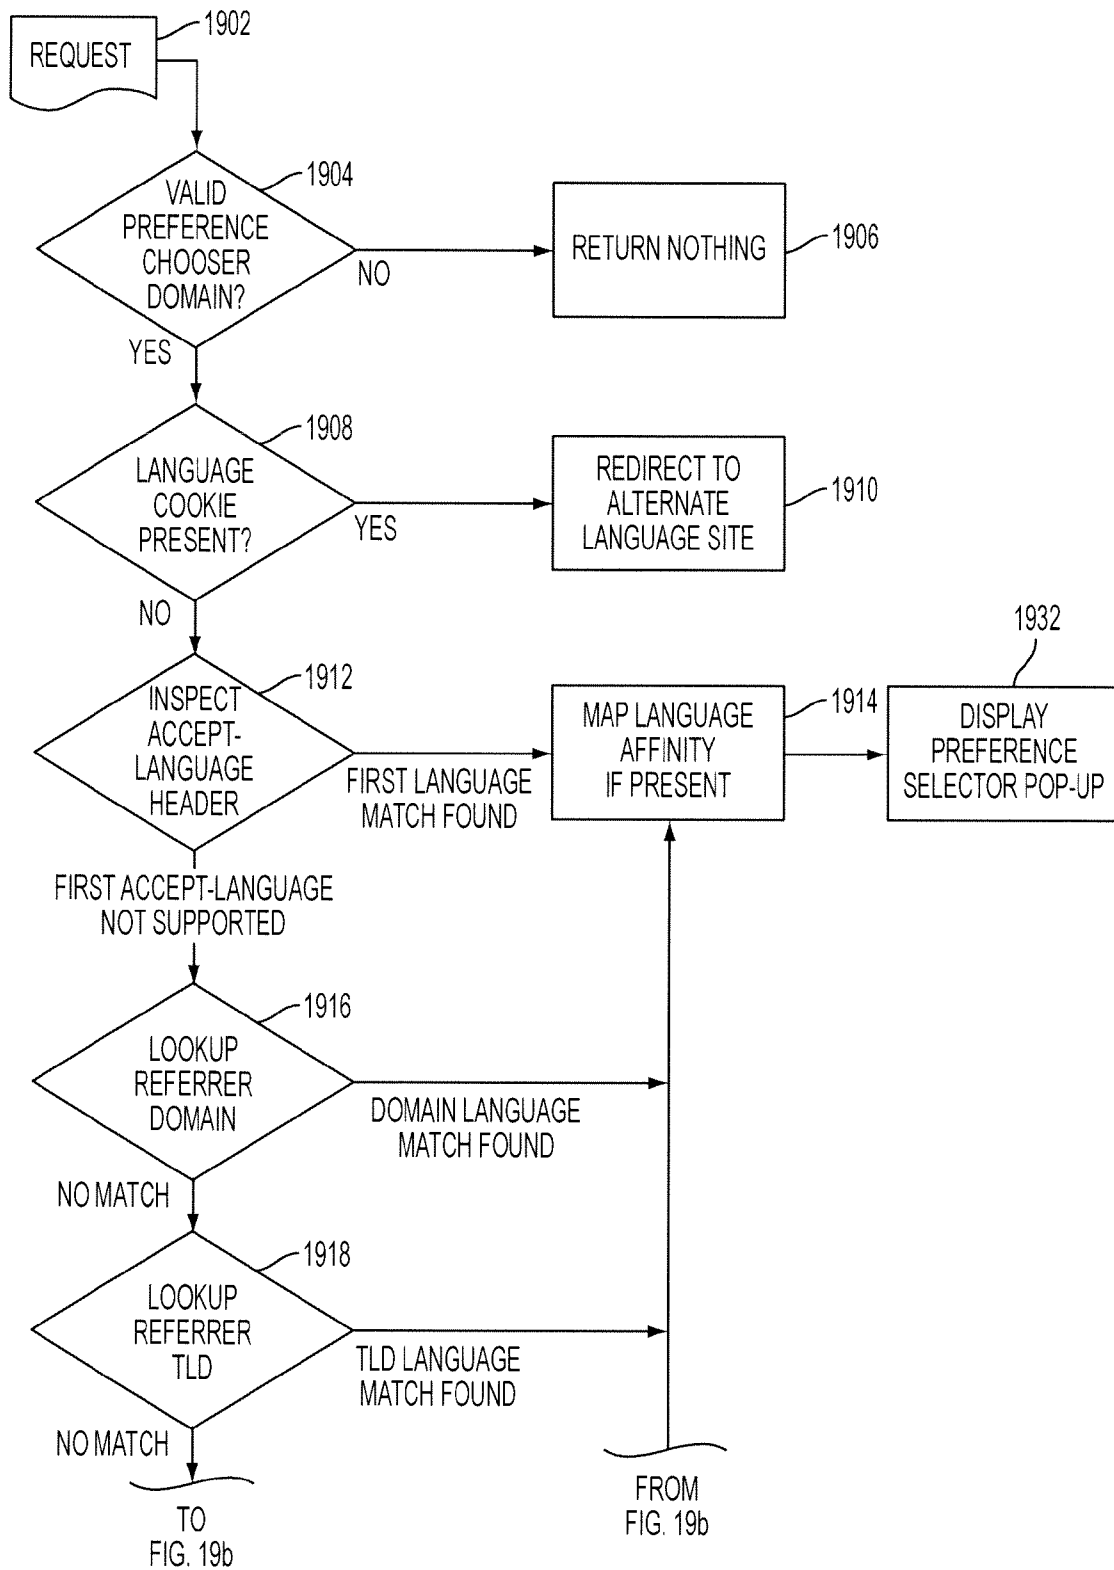 1902
REQUEST
1904
VALID
PREFERENCE
CHOOSER
DOMAIN?
NO
RETURN NOTHING
1906
YES
1908
LANGUAGE
COOKIE
PRESENT?
YES
REDIRECT TO
ALTERNATE
LANGUAGE SITE
1910
NO
1912
INSPECT
ACCEPT-
LANGUAGE
HEADER
FIRST LANGUAGE
MATCH FOUND
MAP LANGUAGE
AFFINITY
IF PRESENT
1914
1932
DISPLAY
PREFERENCE
SELECTOR POP-UP
FIRST ACCEPT-LANGUAGE
NOT SUPPORTED
1916
LOOKUP
REFERRER
DOMAIN
DOMAIN LANGUAGE
MATCH FOUND
NO MATCH
1918
LOOKUP
REFERRER
TLD
TLD LANGUAGE
MATCH FOUND
NO MATCH
TO
FIG. 19b
FROM
FIG. 19b